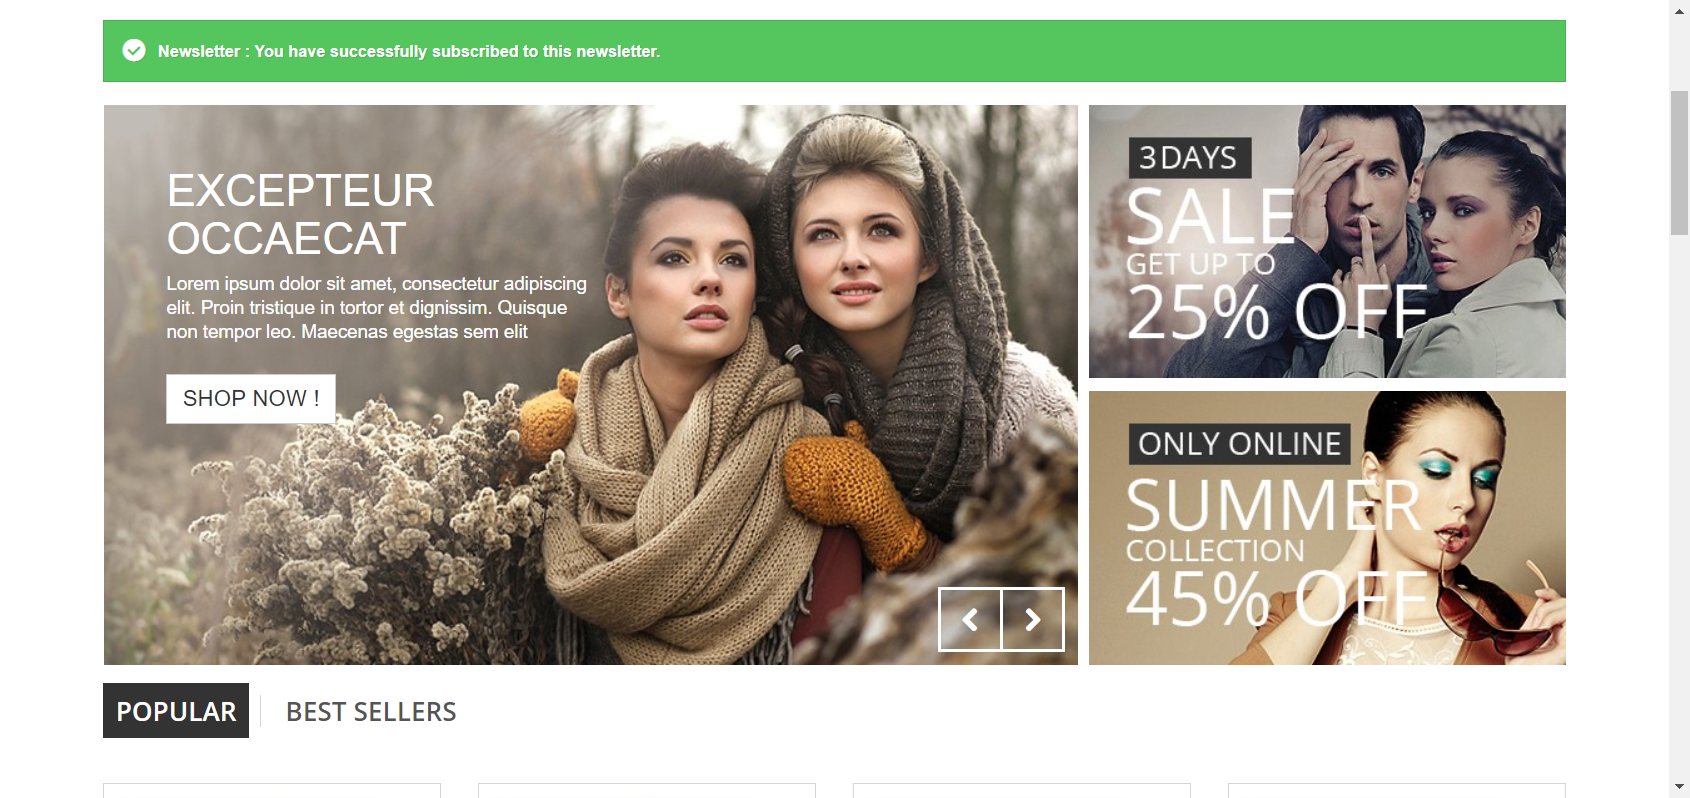 Newsletter : You have successfully subscribed to this newsletter.
EXCEPTEUR
OCCAECAT
Lorem ipsum dolor sit amet, consectetur adipiscing
elit. Proin tristique in tortor et dignissim. Quisque
non tempor leo. Maecenas egestas sem elit
SHOP NOW !
3 DAYS
SALE
GET UP TO
25% OFF
ONLY ONLINE
SUMMER
COLLECTION
45% OFF
POPULAR
BEST SELLERS